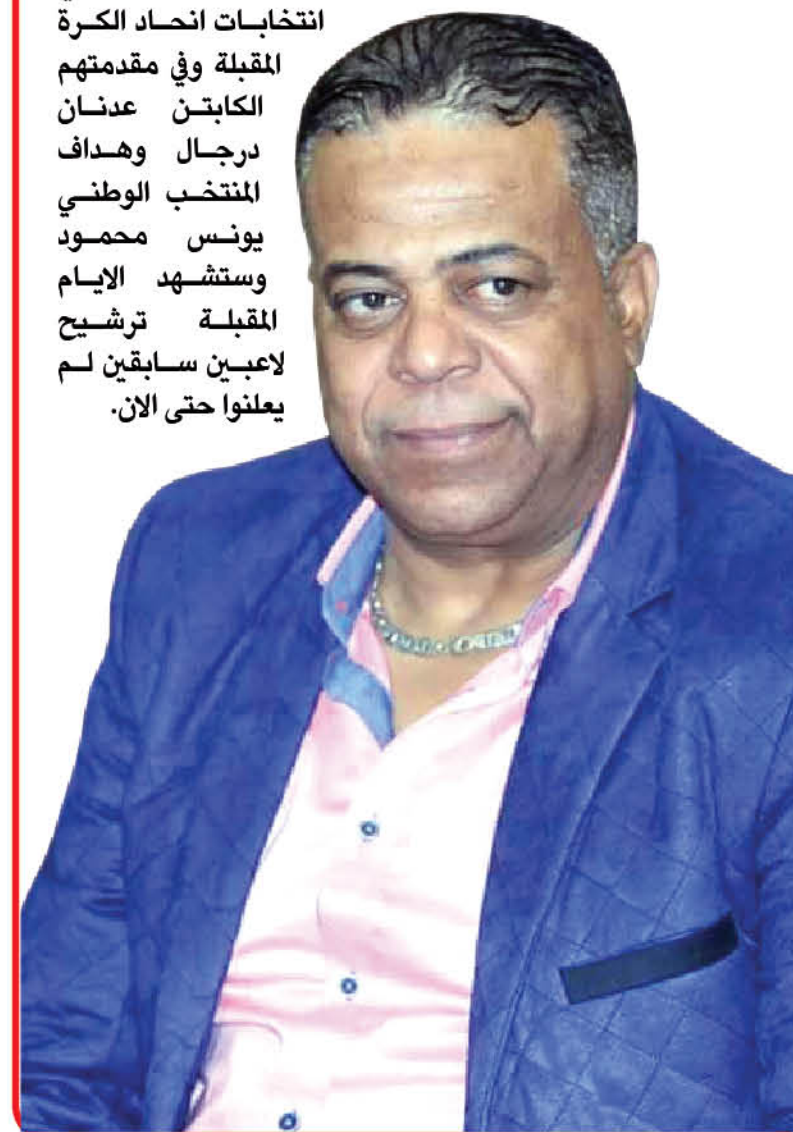 انتخابات اتحاد الكرة
المقبلة وفي مقدمتهم
الكابتن عدنان
درجال وهداف
المنتخب الوطني
يونس محمود
وستشهد الايام
المقبلة ترشيح
لاعبين سابقين لم
يعلنوا حتى الان.